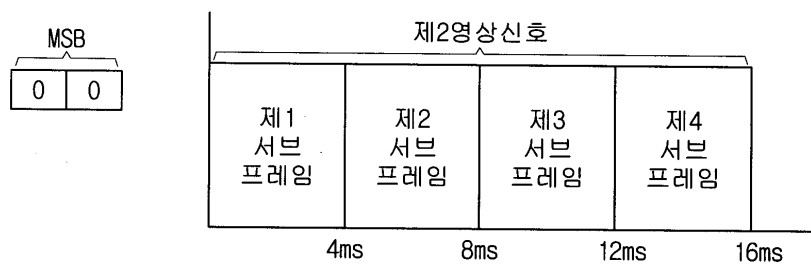 MSB
0 0
제2영상신호
제1 서브 프레임
제2 서브 프레임
제3 서브 프레임
제4 서브 프레임
4ms 8ms 12ms 16ms